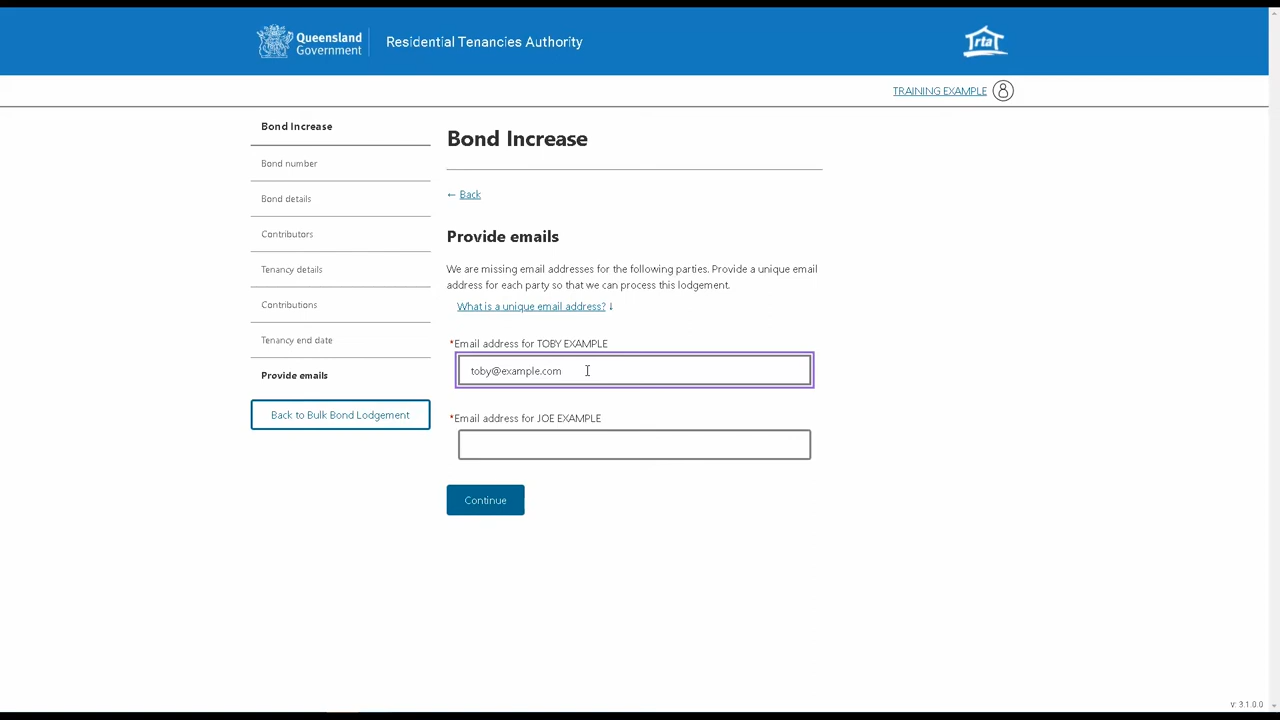 Queensland
Government
Residential Tenancies Authority
rta
TRAINING EXAMPLE
Bond Increase
Bond number
Bond details
Contributors
Tenancy details
Contributions
Tenancy end date
Provide emails
Back to Bulk Bond Lodgement
Bond Increase
← Back
Provide emails
We are missing email addresses for the following parties. Provide a unique email
address for each party so that we can process this lodgement.
What is a unique email address? ↓
*Email address for TOBY EXAMPLE
toby@example.com
*Email address for JOE EXAMPLE
Continue
v: 3.1.0.0